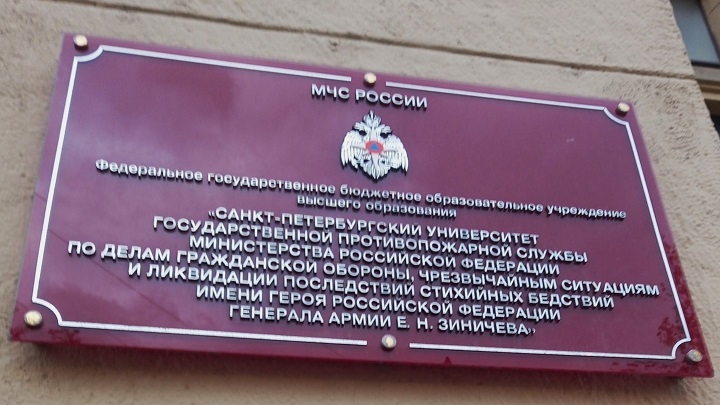 МЧС РОССИИ
Федеральное государственное бюджетное образовательное учреждение
высшего образования
«САНКТ-ПЕТЕРБУРГСКИЙ УНИВЕРСИТЕТ
ГОСУДАРСТВЕННОЙ ПРОТИВОПОЖАРНОЙ СЛУЖБЫ
МИНИСТЕРСТВА РОССИЙСКОЙ ФЕДЕРАЦИИ
ПО ДЕЛАМ ГРАЖДАНСКОЙ ОБОРОНЫ, ЧРЕЗВЫЧАЙНЫМ СИТУАЦИЯМ
И ЛИКВИДАЦИИ ПОСЛЕДСТВИЙ СТИХИЙНЫХ БЕДСТВИЙ
ИМЕНИ ГЕРОЯ РОССИЙСКОЙ ФЕДЕРАЦИИ
ГЕНЕРАЛА АРМИИ Е. Н. ЗИНИЧЕВА»